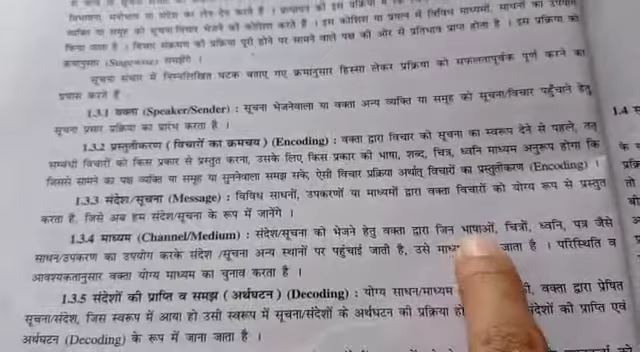 विभाषण, मनोभाव या संदेश का लेन देन करते हैं । प्रत्यायन की इस प्रक्रिया में
व्यक्ति या समूह को सूचना/विचार भेजने की कोशिश करते हैं । इस कोशिश या प्रयत्न में विविध माध्यमों, साधनों का उपयोग
किया जाता है । विचार संक्रमण की प्रक्रिया पूरी होने पर सामने वाले पक्ष की ओर से प्रतिभाव प्राप्त होता है । इस प्रक्रिया को
क्रमानुसार (Stagewise) समझेंगे ।
सूचना संचार में निम्नलिखित घटक बताए गए क्रमानुसार हिस्सा लेकर प्रक्रिया को सफलतापूर्वक पूर्ण करने का
प्रयास करते हैं
1.3.1 वक्ता (Speaker/Sender) : सूचना भेजनेवाला या वक्ता अन्य व्यक्ति या समूह को सूचना/विचार पहुँचाने हेतु
सूचना प्रसार प्रक्रिया का प्रारंभ करता है ।
1.3.2 प्रस्तुतीकरण (विचारों का क्रमचय) (Encoding) : वक्ता द्वारा विचार को सूचना का स्वरूप देने से पहले, तत्
सम्बंधी विचारों को किस प्रकार से प्रस्तुत करना, उसके लिए किस प्रकार की भाषा, शब्द, चित्र, ध्वनि माध्यम अनुरूप होगा कि
जिससे सामने का पक्ष व्यक्ति या समूह या सुननेवाला समझ सके, ऐसी विचार प्रक्रिया अर्थात् विचारों का प्रस्तुतीकरण (Encoding) ।
1.3.3 संदेश/सूचना (Message) : विविध साधनों, उपकरणों या माध्यमों द्वारा वक्ता विचारों को योग्य रूप से प्रस्तुत
करता है, जिसे अब हम संदेश/सूचना के रूप में जानेंगे ।
1.3.4 माध्यम (Channel/Medium) : संदेश/सूचना को भेजने हेतु वक्ता द्वारा जिन भाषाओं, चित्रों, ध्वनि, पत्र जैसे
साधन/उपकरण का उपयोग करके संदेश /सूचना अन्य स्थानों पर पहुँचाई जाती है, उसे जाता है । परिस्थिति व
आवश्यकतानुसार वक्ता योग्य माध्यम का चुनाव करता है ।
1.3.5 संदेशों की प्राप्ति व समझ (अर्थघटन) (Decoding) : योग्य साधन/माध्यम की, वक्ता द्वारा प्रेषित
सूचना/संदेश, जिस स्वरूप में आया हो उसी स्वरूप में सूचना/संदेशों के अर्थघटन की प्रक्रिया संदेशों की प्राप्ति एवं
अर्थघटन (Decoding) के रूप में जाना जाता है ।
1.4